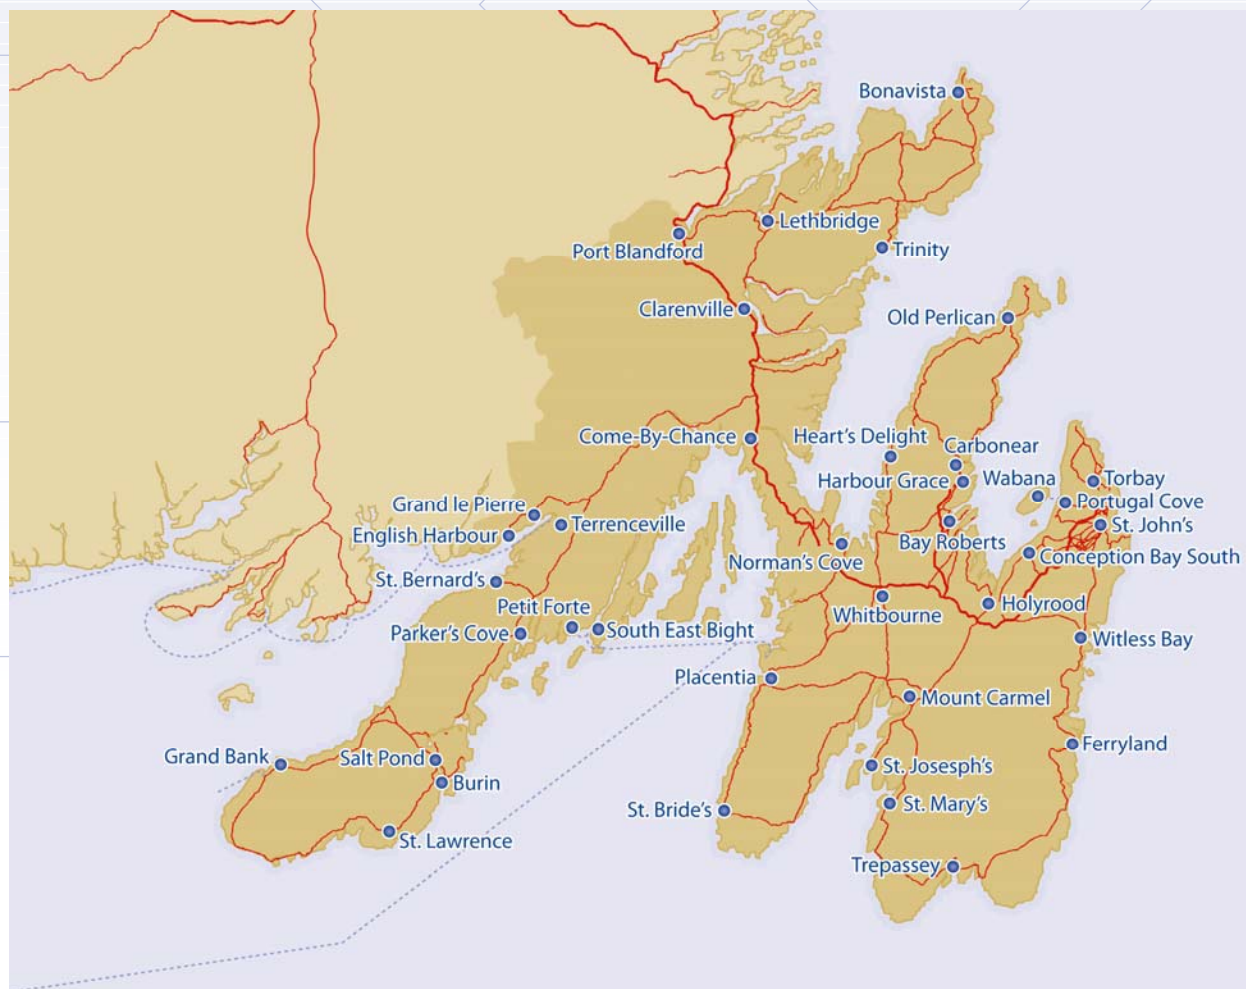 Bonavista
Lethbridge
Port Blandford
Trinity
Clarenville
Old Perlican
Come-By-Chance
Heart's Delight
Carbonear
Harbour Grace
Wabana
Torbay
Portugal Cove
Grand le Pierre
Terrenceville
St. John's
English Harbour
Bay Roberts
Conception Bay South
Norman's Cove
St. Bernard's
Whitbourne
Holyrood
Petit Forte
Parker's Cove
South East Bight
Witless Bay
Placentia
Mount Carmel
Ferryland
Grand Bank
Salt Pond
St. Josesph's
Burin
St. Bride's
St. Mary's
St. Lawrence
Trepassey